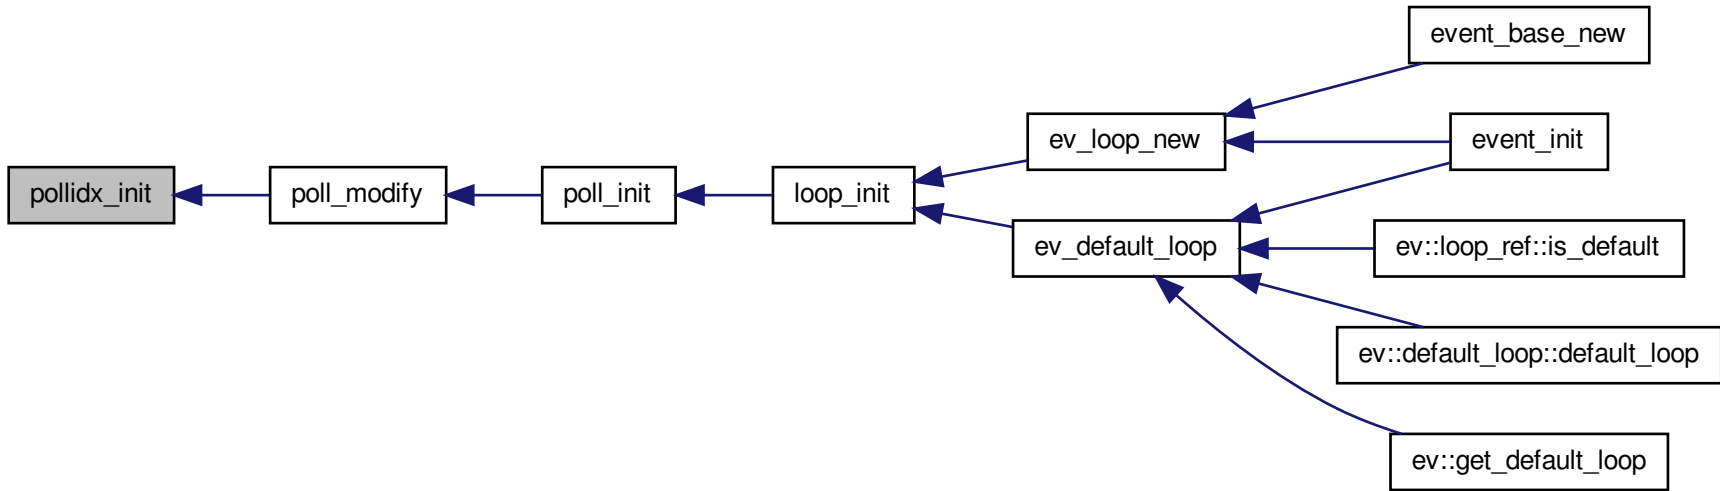 pollidx_init
poll_modify
poll_init
loop_init
ev_loop_new
ev_default_loop
event_base_new
event_init
ev::loop_ref::is_default
ev::default_loop::default_loop
ev::get_default_loop